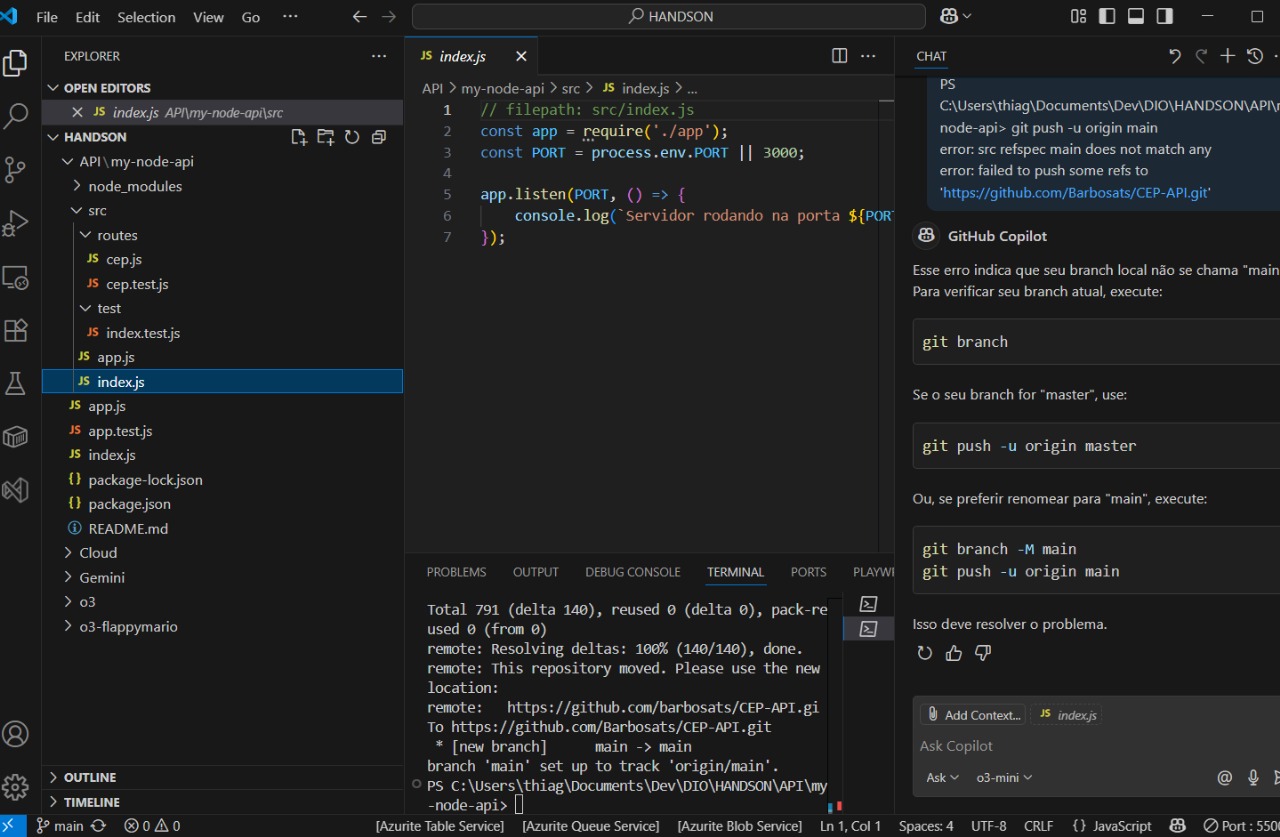 File Edit Selection View Go ··· HANDSON
EXPLORER ···
OPEN EDITORS
JS index.js API\my-node-api\src
HANDSON
API\my-node-api
node_modules
src
routes
JS cep.js
JS cep.test.js
test
JS index.test.js
JS app.js
JS index.js
JS app.js
JS app.test.js
JS index.js
{} package-lock.json
{} package.json
README.md
Cloud
Gemini
o3
o3-flappymario
OUTLINE
TIMELINE
JS index.js
API > my-node-api > src > JS index.js > ...
1 // filepath: src/index.js
2 const app = require('./app');
3 const PORT = process.env.PORT || 3000;
4
5 app.listen(PORT, () => {
6 console.log(`Servidor rodando na porta ${POR
7 });
PROBLEMS OUTPUT DEBUG CONSOLE TERMINAL PORTS PLAYW
Total 791 (delta 140), reused 0 (delta 0), pack-re
used 0 (from 0)
remote: Resolving deltas: 100% (140/140), done.
remote: This repository moved. Please use the new
location:
remote: https://github.com/barbosats/CEP-API.gi
To https://github.com/Barbosats/CEP-API.git
* [new branch] main -> main
branch 'main' set up to track 'origin/main'.
PS C:\Users\thiag\Documents\Dev\DIO\HANDSON\API\my
-node-api>
CHAT
PS
C:\Users\thiag\Documents\Dev\DIO\HANDSON\API\
node-api> git push -u origin main
error: src refspec main does not match any
error: failed to push some refs to
'https://github.com/Barbosats/CEP-API.git'
GitHub Copilot
Esse erro indica que seu branch local não se chama "main
Para verificar seu branch atual, execute:
git branch
Se o seu branch for "master", use:
git push -u origin master
Ou, se preferir renomear para "main", execute:
git branch -M main
git push -u origin main
Isso deve resolver o problema.
Add Context... JS index.js
Ask Copilot
Ask o3-mini @
main 0 0 [Azurite Table Service] [Azurite Queue Service] [Azurite Blob Service] Ln 1, Col 1 Spaces: 4 UTF-8 CRLF {} JavaScript Port : 550